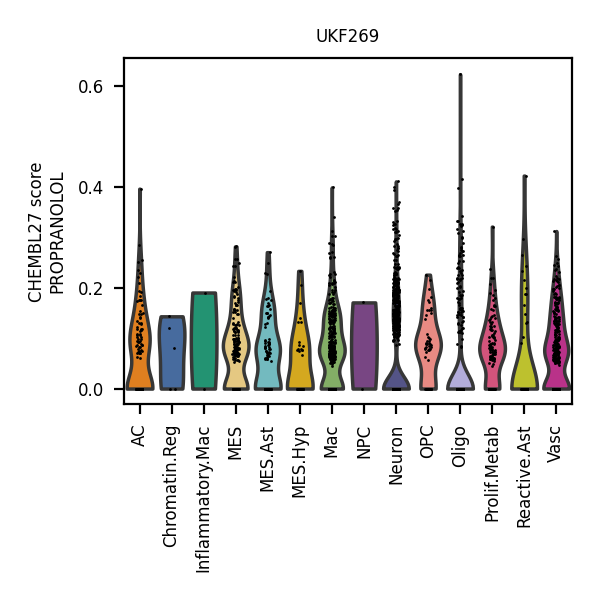 UKF269
CHEMBL27 score
PROPRANOLOL
0.6
0.4
0.2
0.0
AC
Chromatin.Reg
Inflammatory.Mac
MES
MES.Ast
MES.Hyp
Mac
NPC
Neuron
OPC
Oligo
Prolif.Metab
Reactive.Ast
Vasc